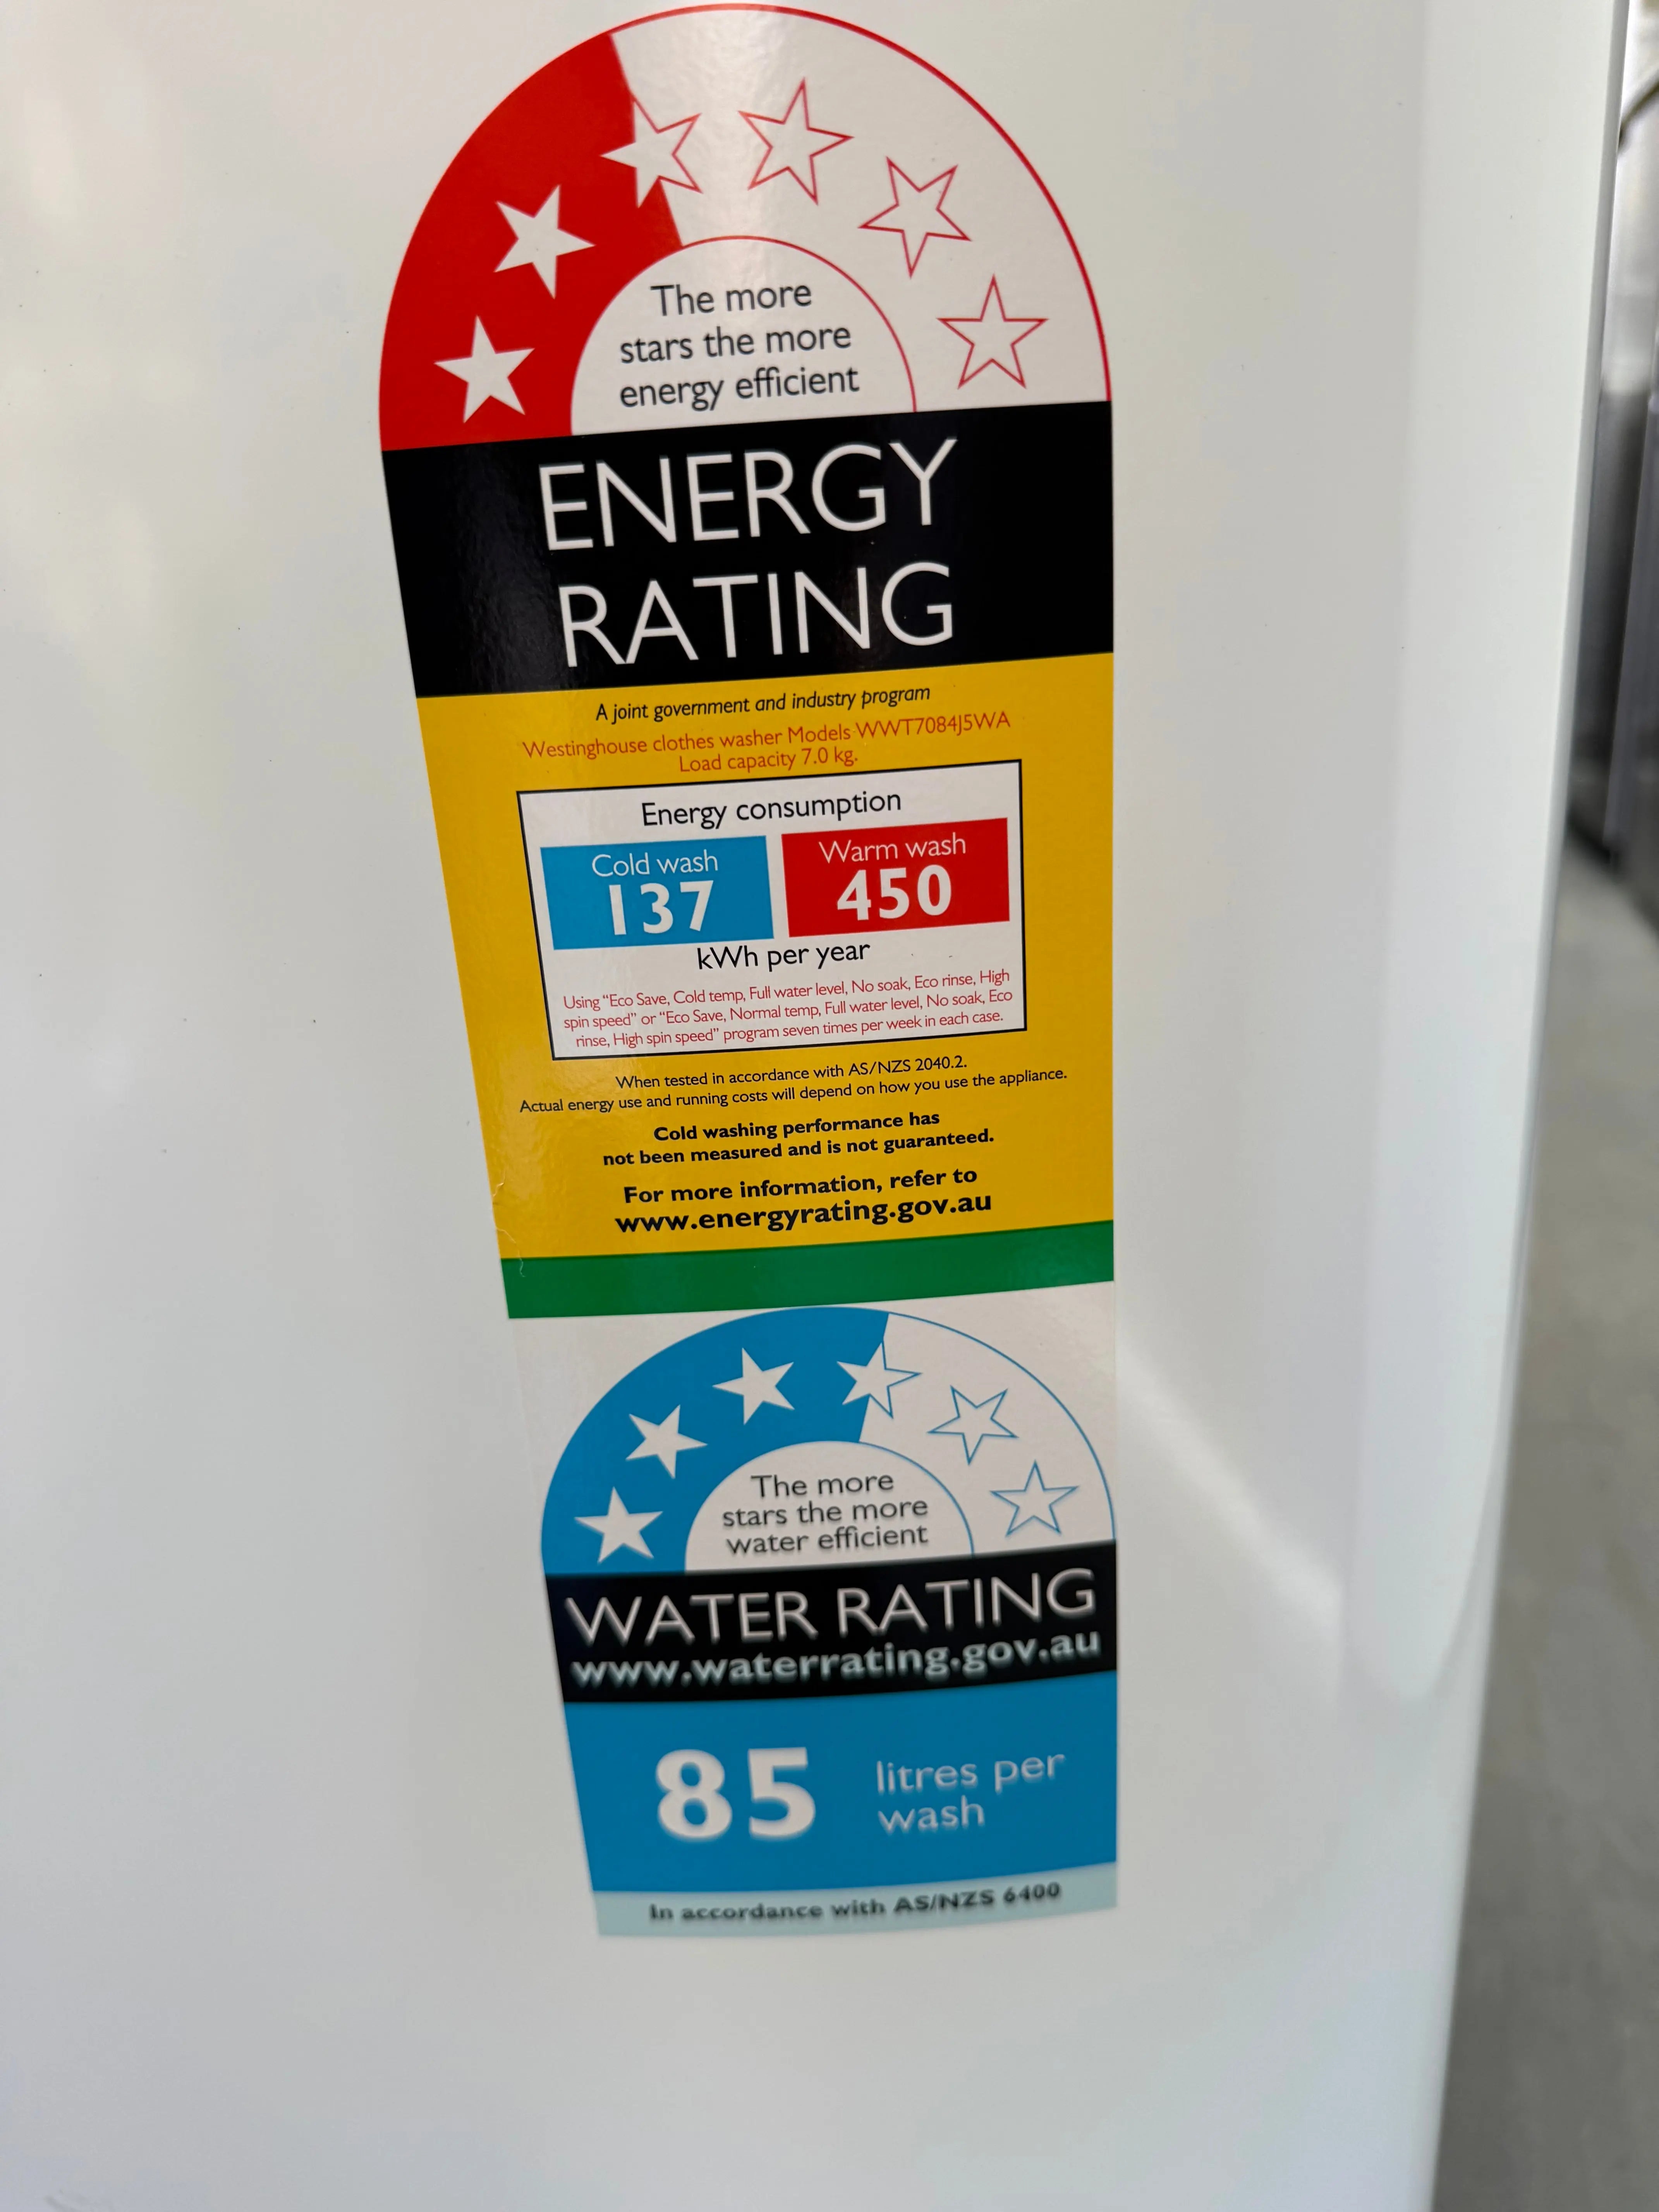 The more
stars the more
energy efficient
ENERGY
RATING
A joint government and industry program
Westinghouse clothes washer Models WWT7084J5WA
Load capacity 7.0 kg.
Energy consumption
Cold wash
137
Warm wash
450
kWh per year
Using "Eco Save, Cold temp, Full water level, No soak, Eco rinse, High
spin speed" or "Eco Save, Normal temp, Full water level, No soak, Eco
rinse, High spin speed" program seven times per week in each case.
When tested in accordance with AS/NZS 2040.2.
Actual energy use and running costs will depend on how you use the appliance.
Cold washing performance has
not been measured and is not guaranteed.
For more information, refer to
www.energyrating.gov.au
The more
stars the more
water efficient
WATER RATING
www.waterrating.gov.au
85
litres per
wash
In accordance with AS/NZS 6400